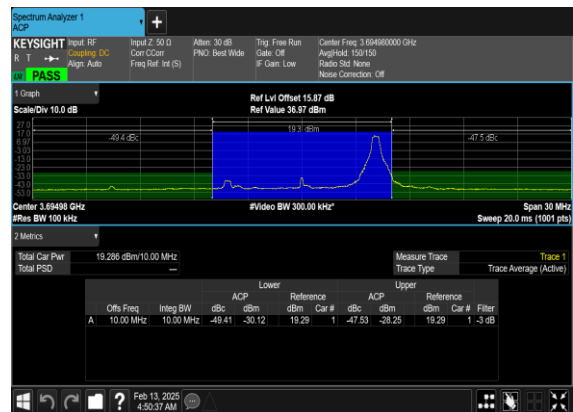 Spectrum Analyzer 1
ACP
+
KEYSIGHT Input: RF Input Z: 50 Ω Atten: 30 dB Trig: Free Run Center Freq: 3.694980000 GHz
R T Coupling: DC Corr CCorr PNO: Best Wide Gate: Off Avg|Hold: 150/150
Align: Auto Freq Ref: Int (S) IF Gain: Low Radio Std: None
LU PASS Noise Correction: Off
1 Graph
Ref Lvl Offset 15.87 dB
Scale/Div 10.0 dB Ref Value 36.97 dBm
27.0
17.0
6.97
-3.03
-13.0
-23.0
-33.0
-43.0
-53.0
-49.4 dBc 19.3 dBm -47.5 dBc
Center 3.69498 GHz #Video BW 300.00 kHz* Span 30 MHz
#Res BW 100 kHz Sweep 20.0 ms (1001 pts)
2 Metrics
Total Car Pwr 19.286 dBm/10.00 MHz Measure Trace Trace 1
Total PSD --- Trace Type Trace Average (Active)
Lower Upper
ACP Reference ACP Reference
Offs Freq Integ BW dBc dBm dBm Car # dBc dBm dBm Car # Filter
A 10.00 MHz 10.00 MHz -49.41 -30.12 19.29 1 -47.53 -28.25 19.29 1 -3 dB
? Feb 13, 2025
4:50:37 AM